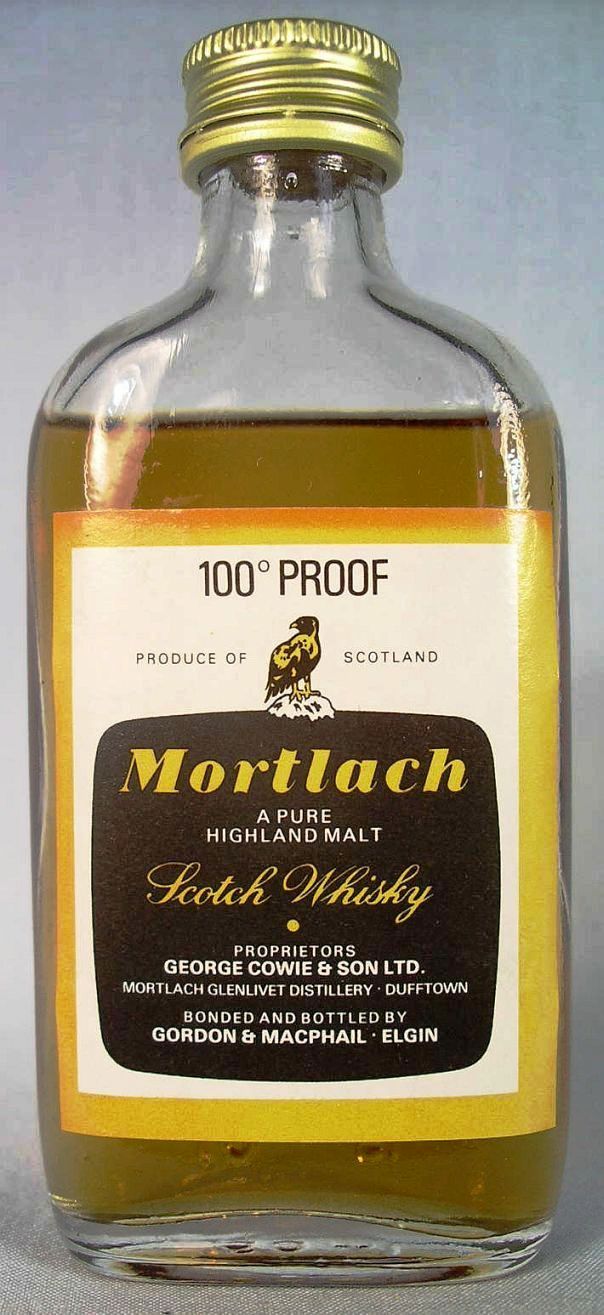 100° PROOF
PRODUCE OF SCOTLAND
Mortlach
A PURE
HIGHLAND MALT
Scotch Whisky
PROPRIETORS
GEORGE COWIE & SON LTD.
MORTLACH GLENLIVET DISTILLERY · DUFFTOWN
BONDED AND BOTTLED BY
GORDON & MACPHAIL · ELGIN